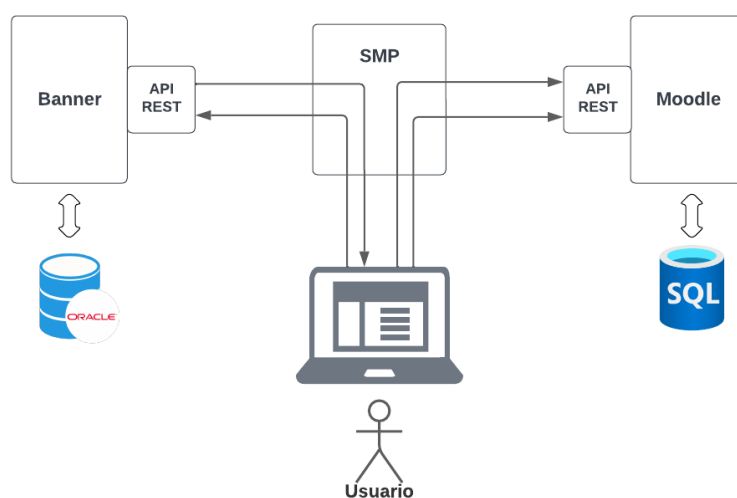 SMP
Banner
API
REST
API
REST
Moodle
ORACLE
SQL
Usuario